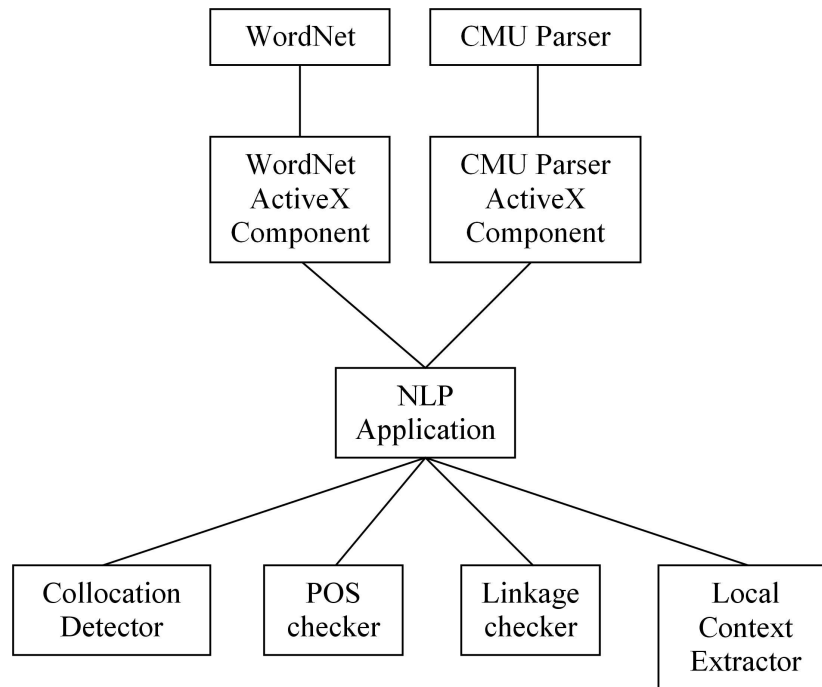 WordNet
CMU Parser
WordNet
ActiveX
Component
CMU Parser
ActiveX
Component
NLP
Application
Collocation
Detector
POS
checker
Linkage
checker
Local
Context
Extractor